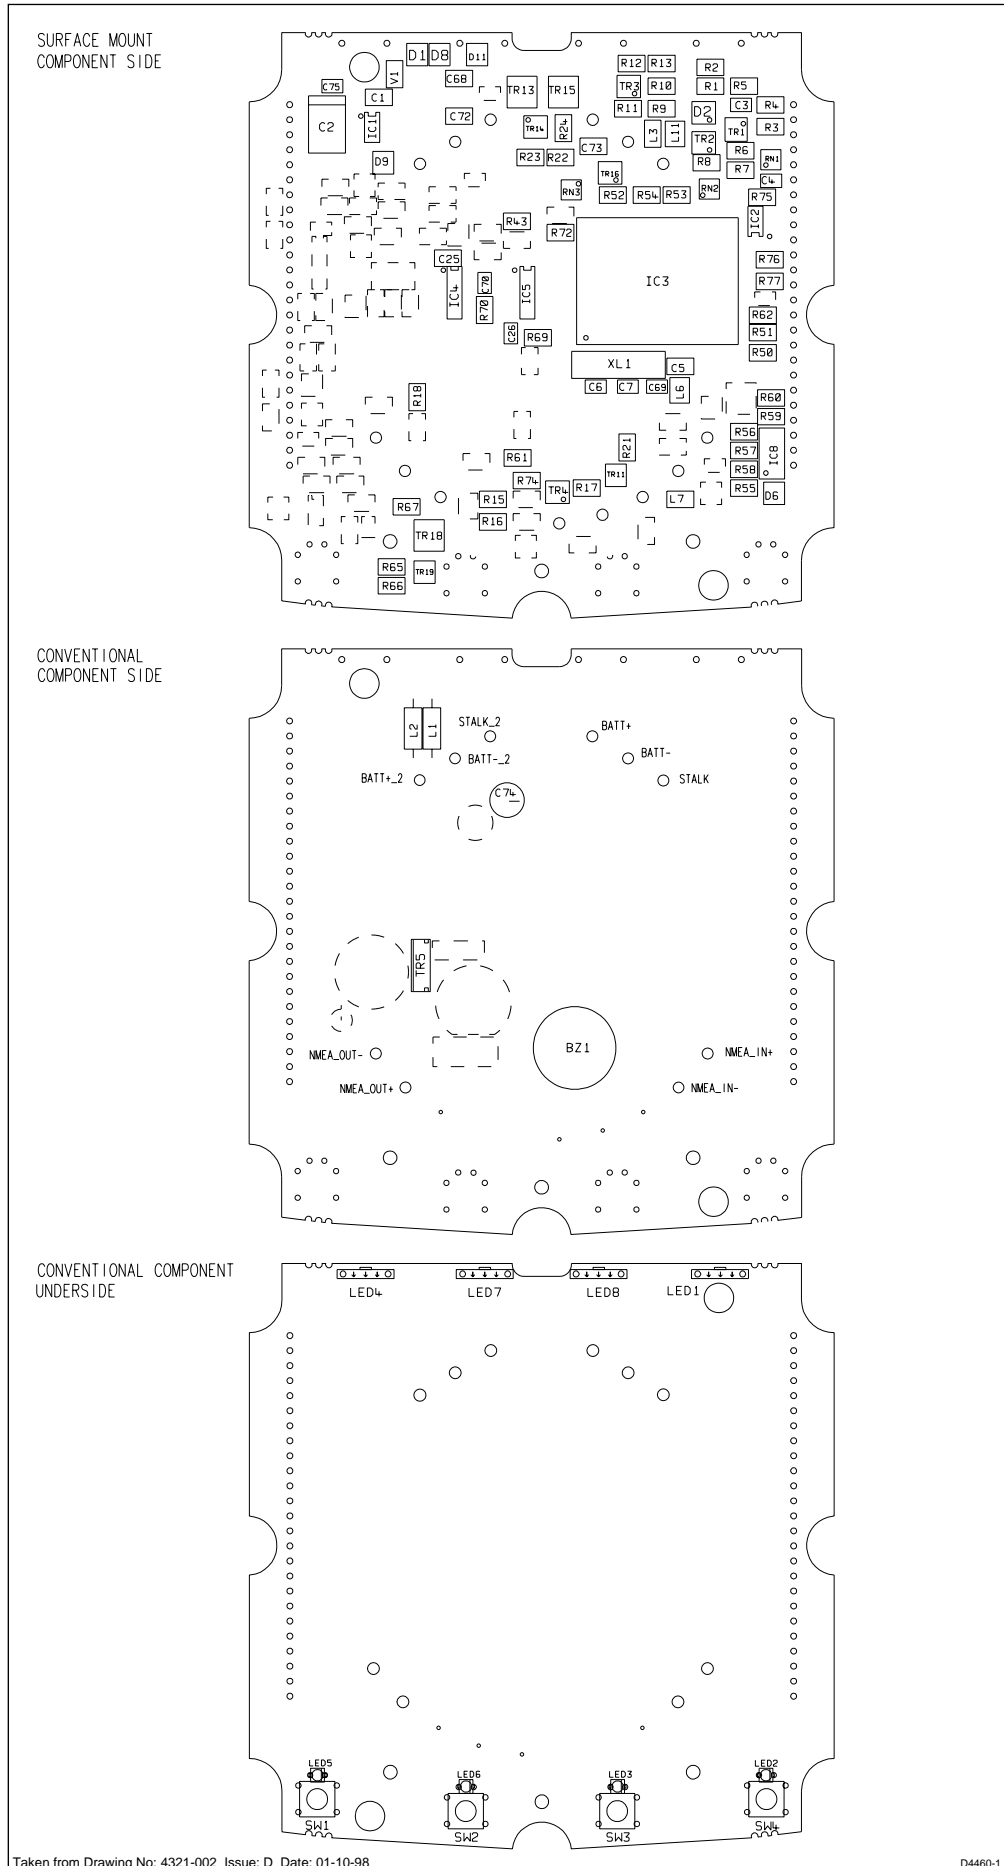 SURFACE MOUNT
COMPONENT SIDE
D1 D8 D11
V1 C68
C75 C1
C2 IC1
TR13 TR15
R12 R13 R2
TR3 R10 R1 R5
R11 R9 D2 C3 R4
C72 TR14 R24 L3 L11 TR1 R3
C73 TR2 R6
D9 R23 R22 R8 RN1
TR16 R7 C4
RN3 R52 R54 R53 RN2 R75
R43 IC2
R72
C25 R76
IC4 C70 IC5 IC3 R77
R70 R62
C26 R69 R51
R50
XL1 C5
C6 C7 C69 L6
R18 R60
R59
R56
R21 R57 IC8
R61 R58
R74 TR4 R17 TR11 R55 D6
R15 L7
R67 R16
TR18
R65 TR19
R66
CONVENTIONAL
COMPONENT SIDE
L2 L1 STALK_2 BATT+
BATT-_2 BATT-
BATT+_2 STALK
C74
TR5
BZ1
NMEA_OUT- NMEA_IN+
NMEA_OUT+ NMEA_IN-
CONVENTIONAL COMPONENT
UNDERSIDE
LED4 LED7 LED8 LED1
LED5 LED6 LED3 LED2
SW1 SW2 SW3 SW4
Taken from Drawing No: 4321-002 Issue: D Date: 01-10-98
D4460-1